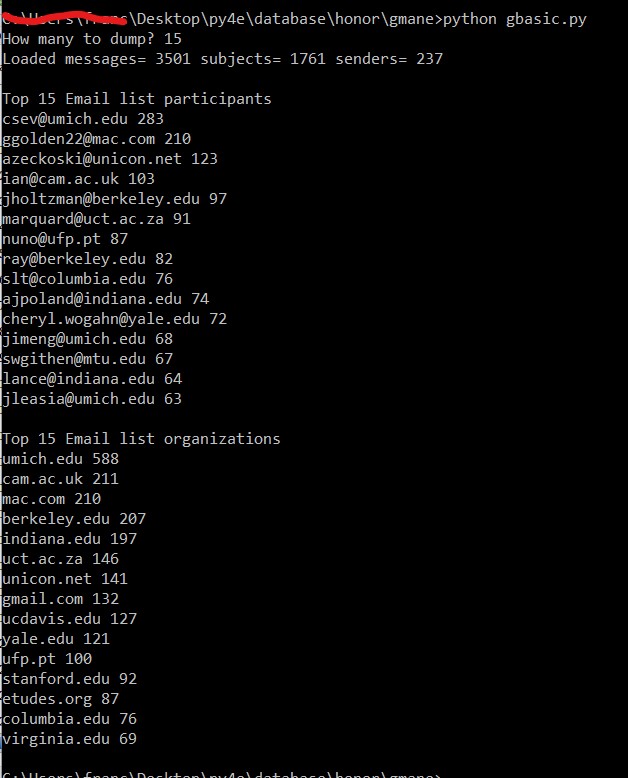 \Desktop\py4e\database\honor\gmane>python gbasic.py
How many to dump? 15
Loaded messages= 3501 subjects= 1761 senders= 237
Top 15 Email list participants
csev@umich.edu 283
ggolden22@mac.com 210
azeckoski@unicon.net 123
ian@cam.ac.uk 103
jholtzman@berkeley.edu 97
marquard@uct.ac.za 91
nuno@ufp.pt 87
ray@berkeley.edu 82
slt@columbia.edu 76
ajpoland@indiana.edu 74
cheryl.wogahn@yale.edu 72
jimeng@umich.edu 68
swgithen@mtu.edu 67
lance@indiana.edu 64
jleasia@umich.edu 63
Top 15 Email list organizations
umich.edu 588
cam.ac.uk 211
mac.com 210
berkeley.edu 207
indiana.edu 197
uct.ac.za 146
unicon.net 141
gmail.com 132
ucdavis.edu 127
yale.edu 121
ufp.pt 100
stanford.edu 92
etudes.org 87
columbia.edu 76
virginia.edu 69